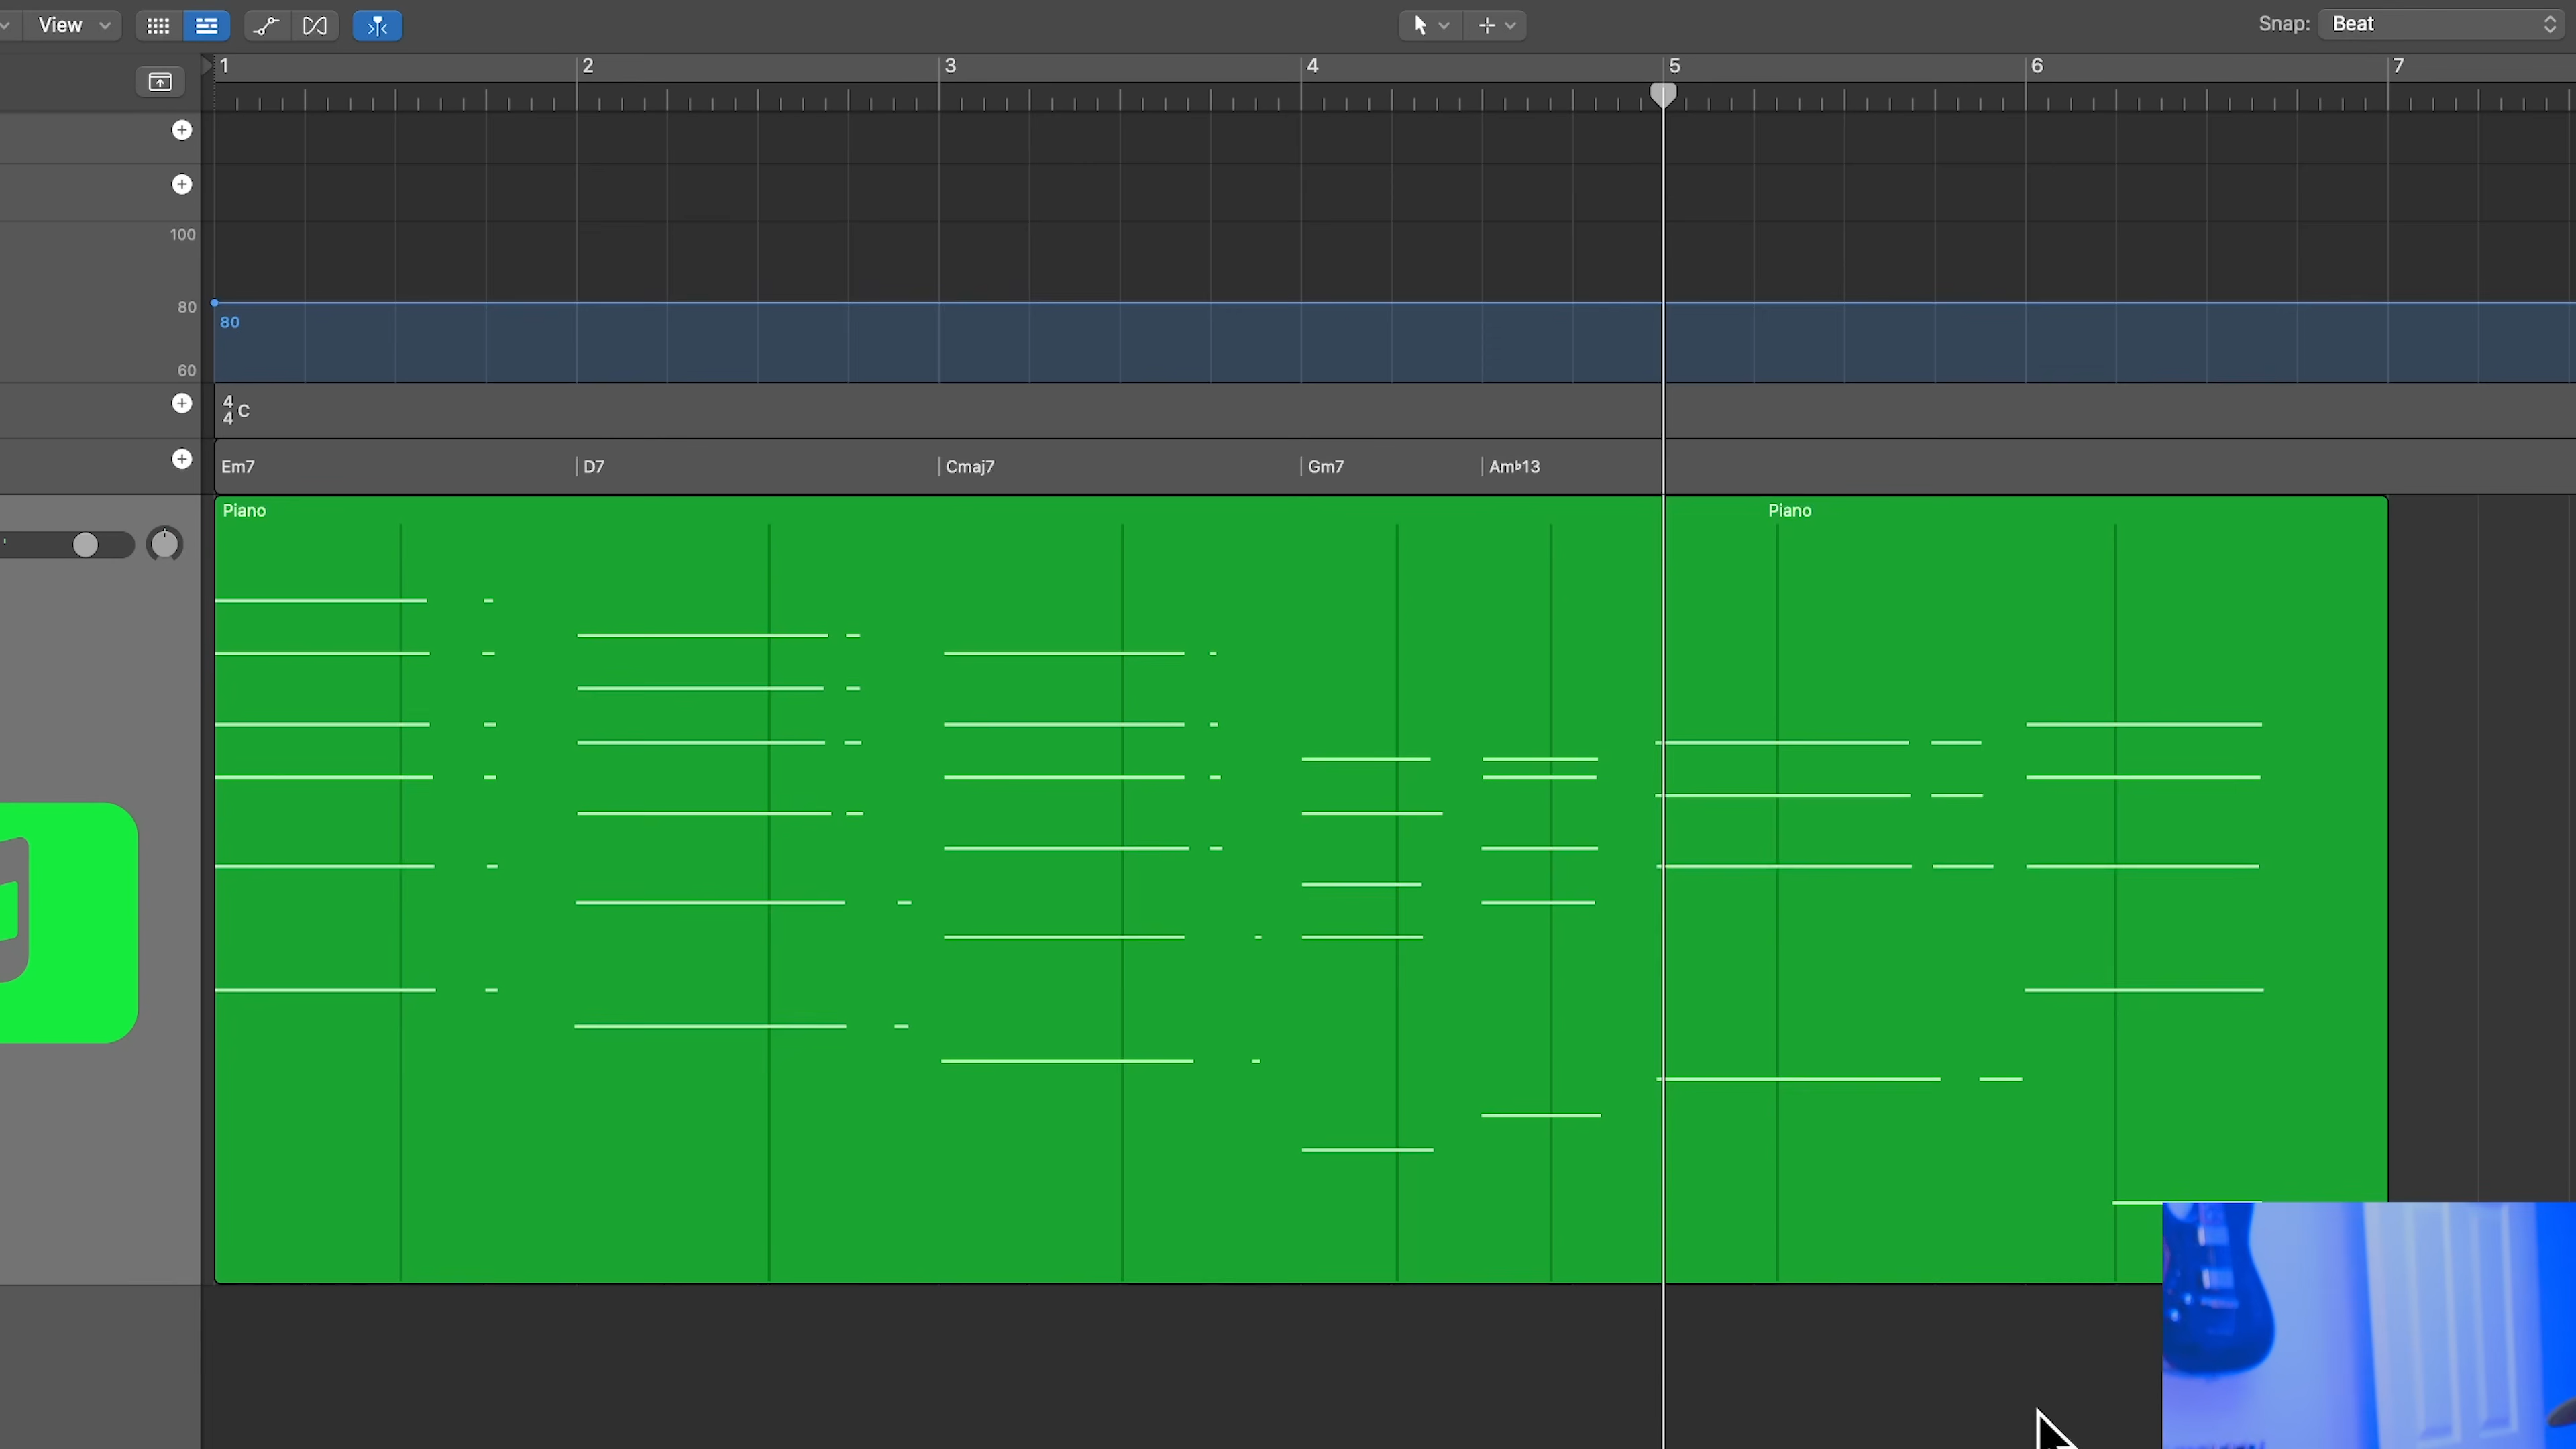 View
Snap: Beat
1 2 3 4 5 6 7
100
80
80
60
4
4 C
Em7 D7 Cmaj7 Gm7 Am♭13
Piano Piano